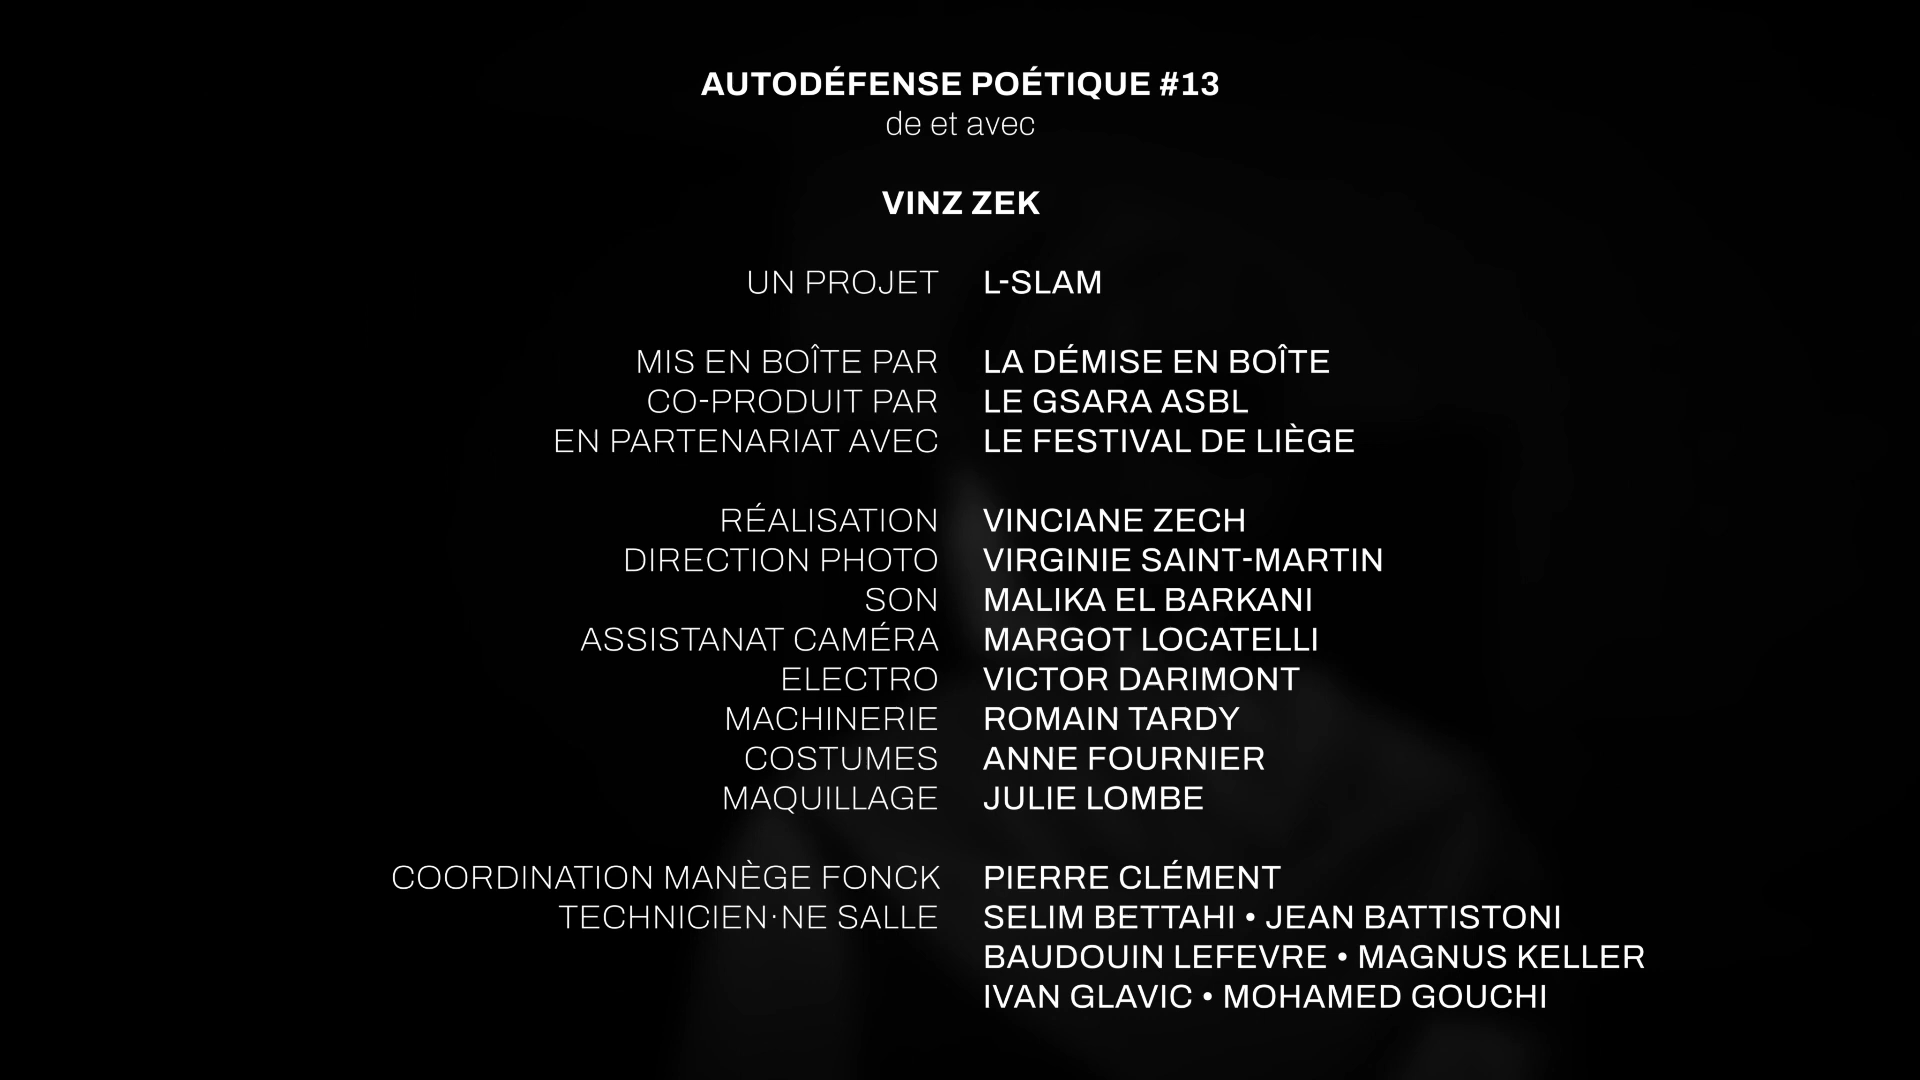 AUTODÉFENSE POÉTIQUE #13
de et avec
VINZ ZEK
UN PROJET L-SLAM
MIS EN BOÎTE PAR LA DÉMISE EN BOÎTE
CO-PRODUIT PAR LE GSARA ASBL
EN PARTENARIAT AVEC LE FESTIVAL DE LIÈGE
RÉALISATION VINCIANE ZECH
DIRECTION PHOTO VIRGINIE SAINT-MARTIN
SON MALIKA EL BARKANI
ASSISTANAT CAMÉRA MARGOT LOCATELLI
ELECTRO VICTOR DARIMONT
MACHINERIE ROMAIN TARDY
COSTUMES ANNE FOURNIER
MAQUILLAGE JULIE LOMBE
COORDINATION MANÈGE FONCK PIERRE CLÉMENT
TECHNICIEN·NE SALLE SELIM BETTAHI • JEAN BATTISTONI
BAUDOUIN LEFEVRE • MAGNUS KELLER
IVAN GLAVIC • MOHAMED GOUCHI